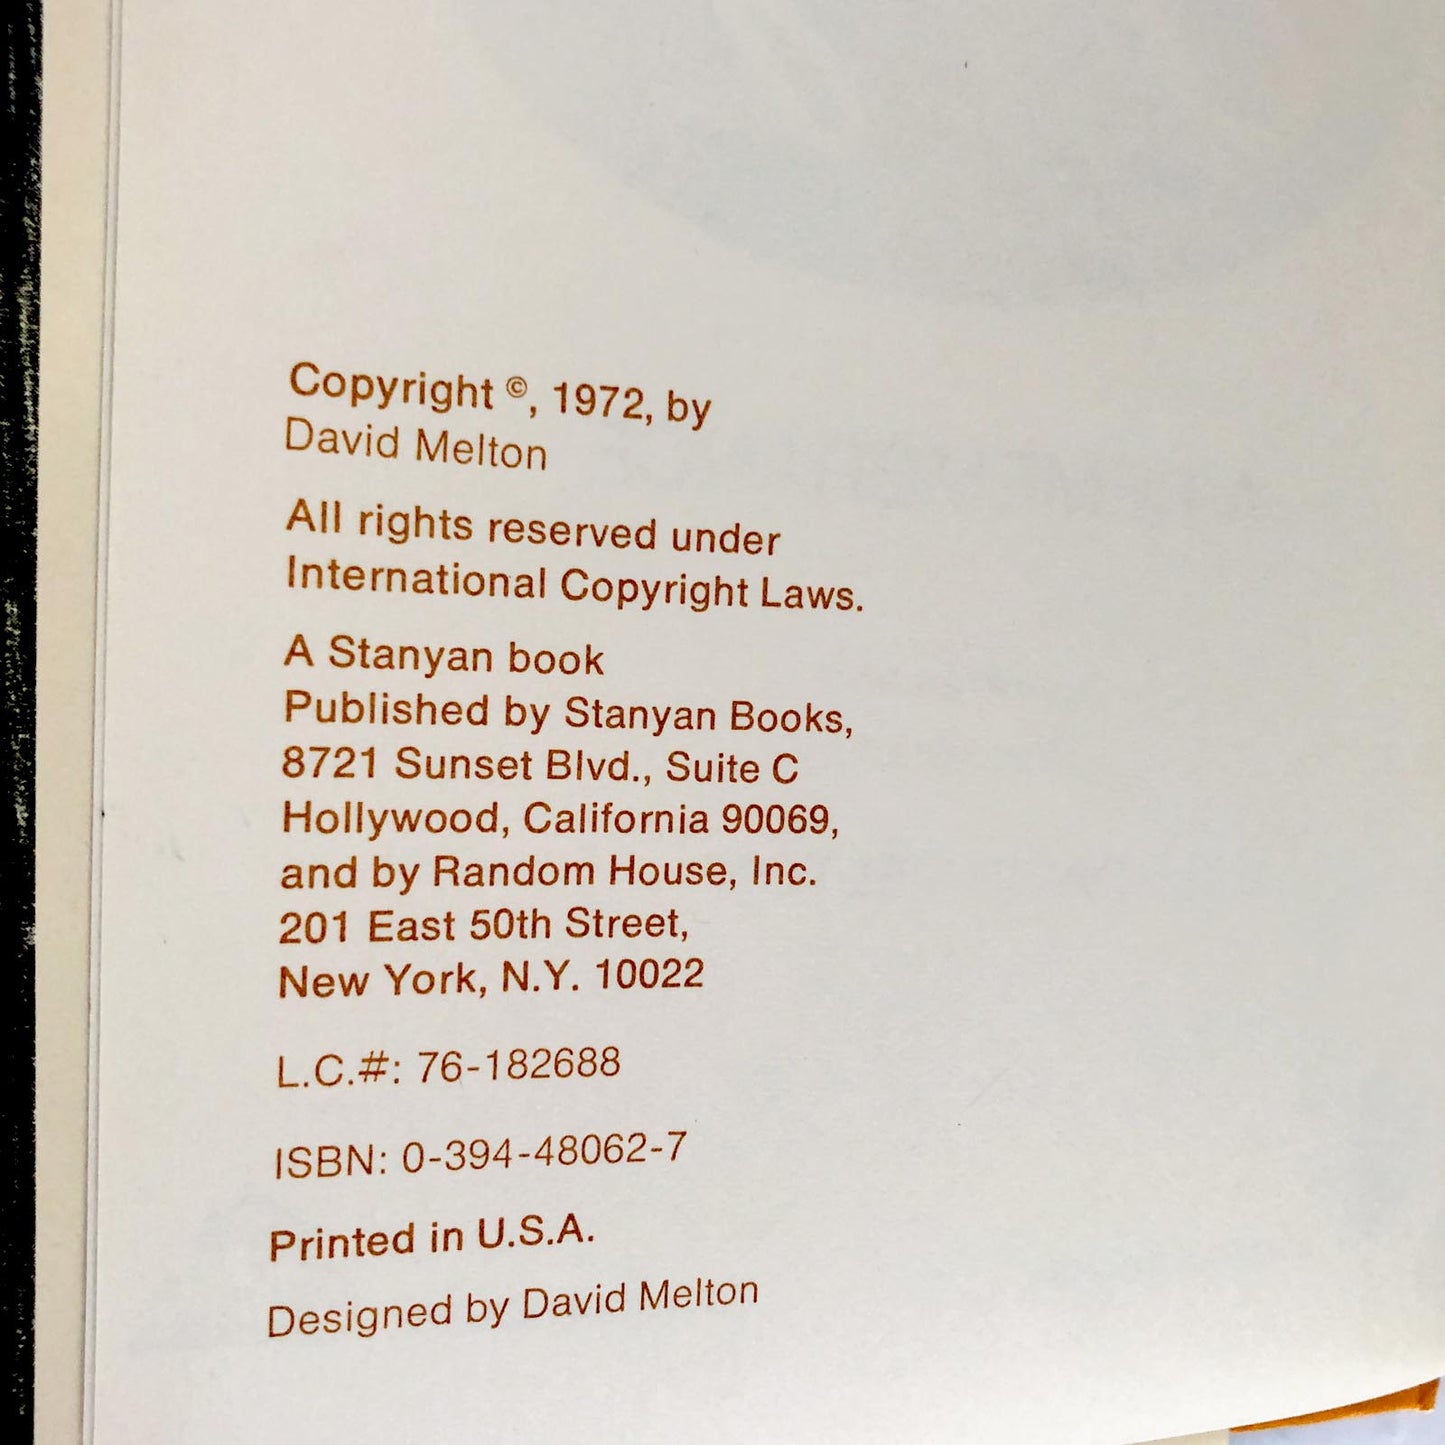 Copyright ©, 1972, by
David Melton
All rights reserved under
International Copyright Laws.
A Stanyan book
Published by Stanyan Books,
8721 Sunset Blvd., Suite C
Hollywood, California 90069,
and by Random House, Inc.
201 East 50th Street,
New York, N.Y. 10022
L.C.#: 76-182688
ISBN: 0-394-48062-7
Printed in U.S.A.
Designed by David Melton